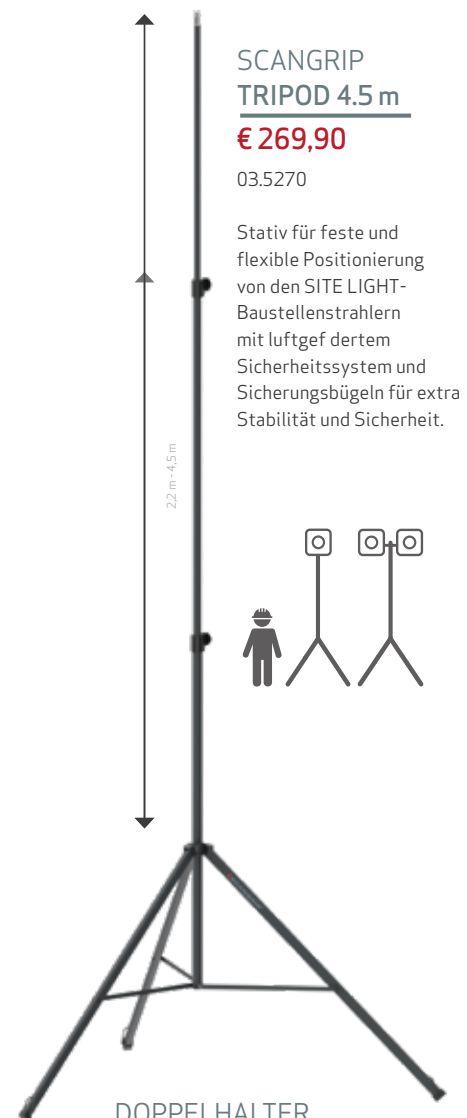 SCANGRIP
TRIPOD 4.5 m
€ 269,90
03.5270
Stativ für feste und
flexible Positionierung
von den SITE LIGHT-
Baustellenstrahlern
mit luftgef dertem
Sicherheitssystem und
Sicherungsbügeln für extra
Stabilität und Sicherheit.
2,2 m - 4,5 m
DOPPELHALTER